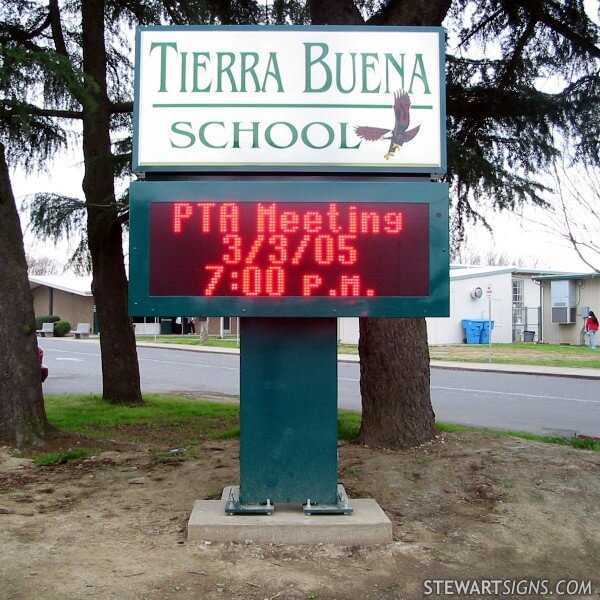 TIERRA BUENA
SCHOOL
PTA Meeting
3/3/05
7:00 P.M.
STEWARTSIGNS.COM